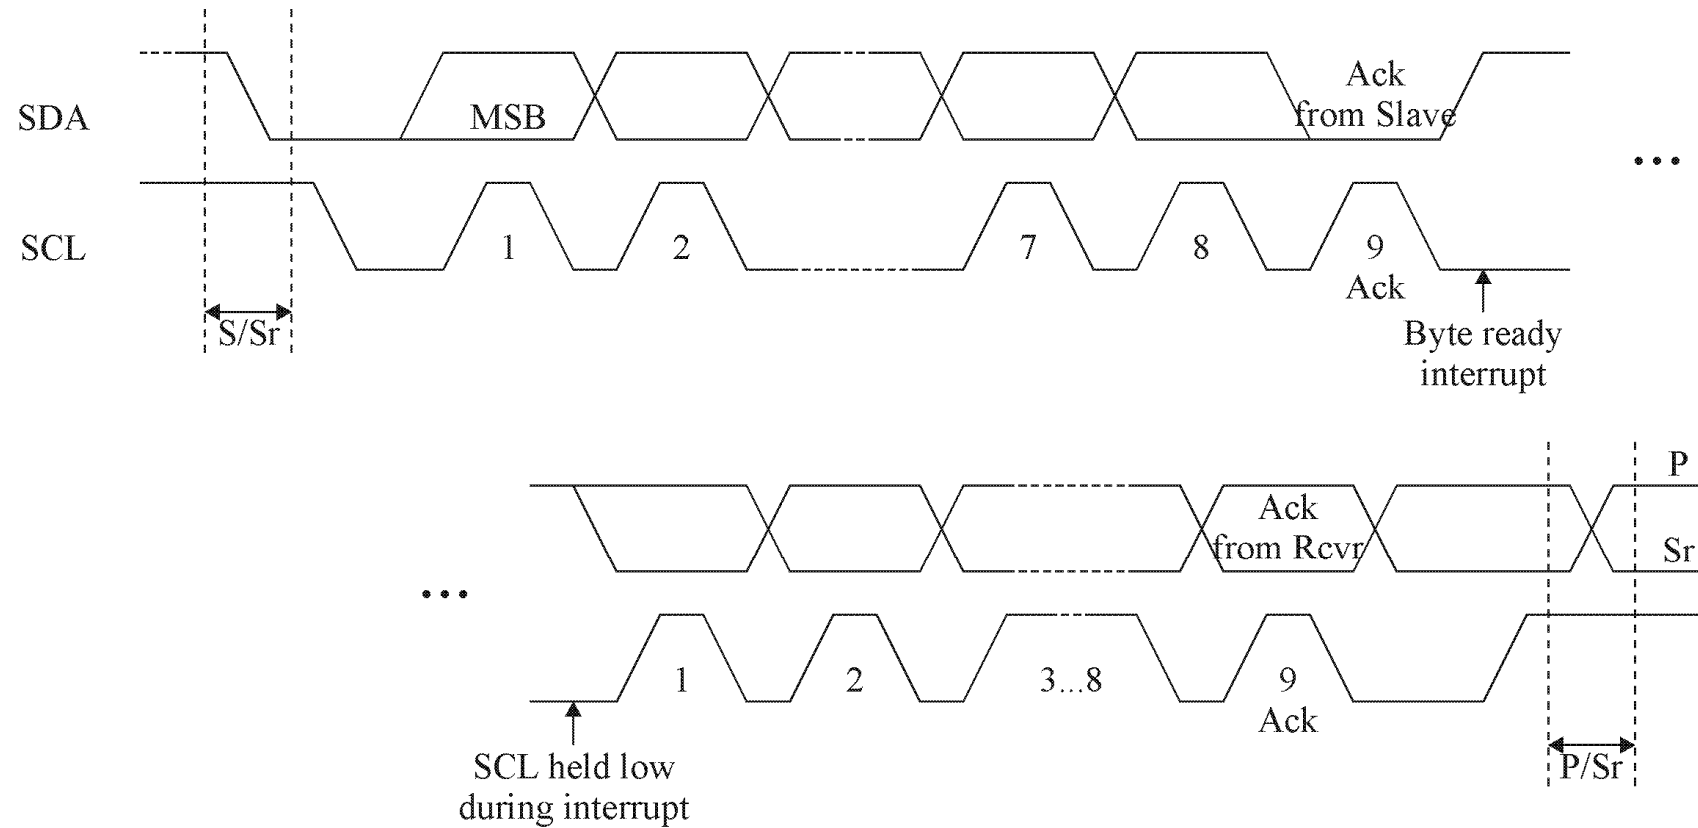 SDA
MSB
Ack
from Slave
...
SCL
1
2
7
8
9
Ack
S/Sr
Byte ready
interrupt
P
Ack
from Rcvr
Sr
...
1
2
3...8
9
Ack
SCL held low
during interrupt
P/Sr